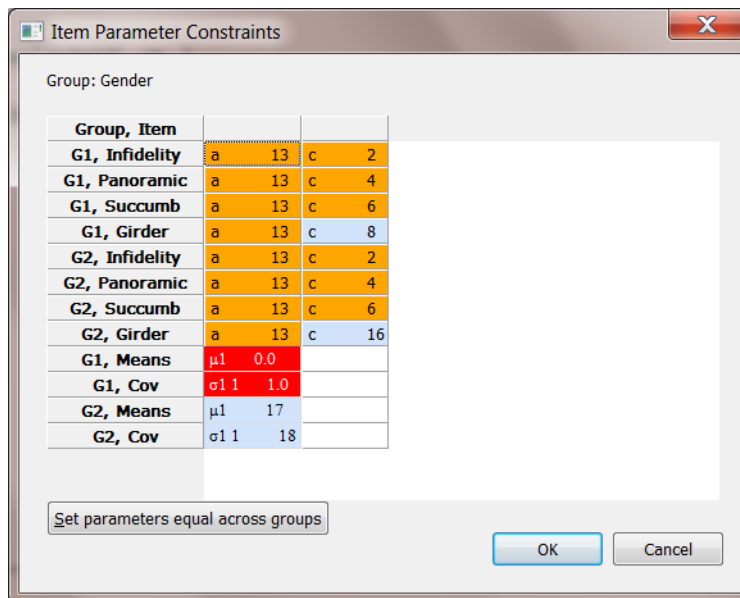 Item Parameter Constraints
X
Group: Gender
Group, Item
G1, Infidelity a 13 c 2
G1, Panoramic a 13 c 4
G1, Succumb a 13 c 6
G1, Girder a 13 c 8
G2, Infidelity a 13 c 2
G2, Panoramic a 13 c 4
G2, Succumb a 13 c 6
G2, Girder a 13 c 16
G1, Means μ1 0.0
G1, Cov σ1 1 1.0
G2, Means μ1 17
G2, Cov σ1 1 18
Set parameters equal across groups
OK Cancel